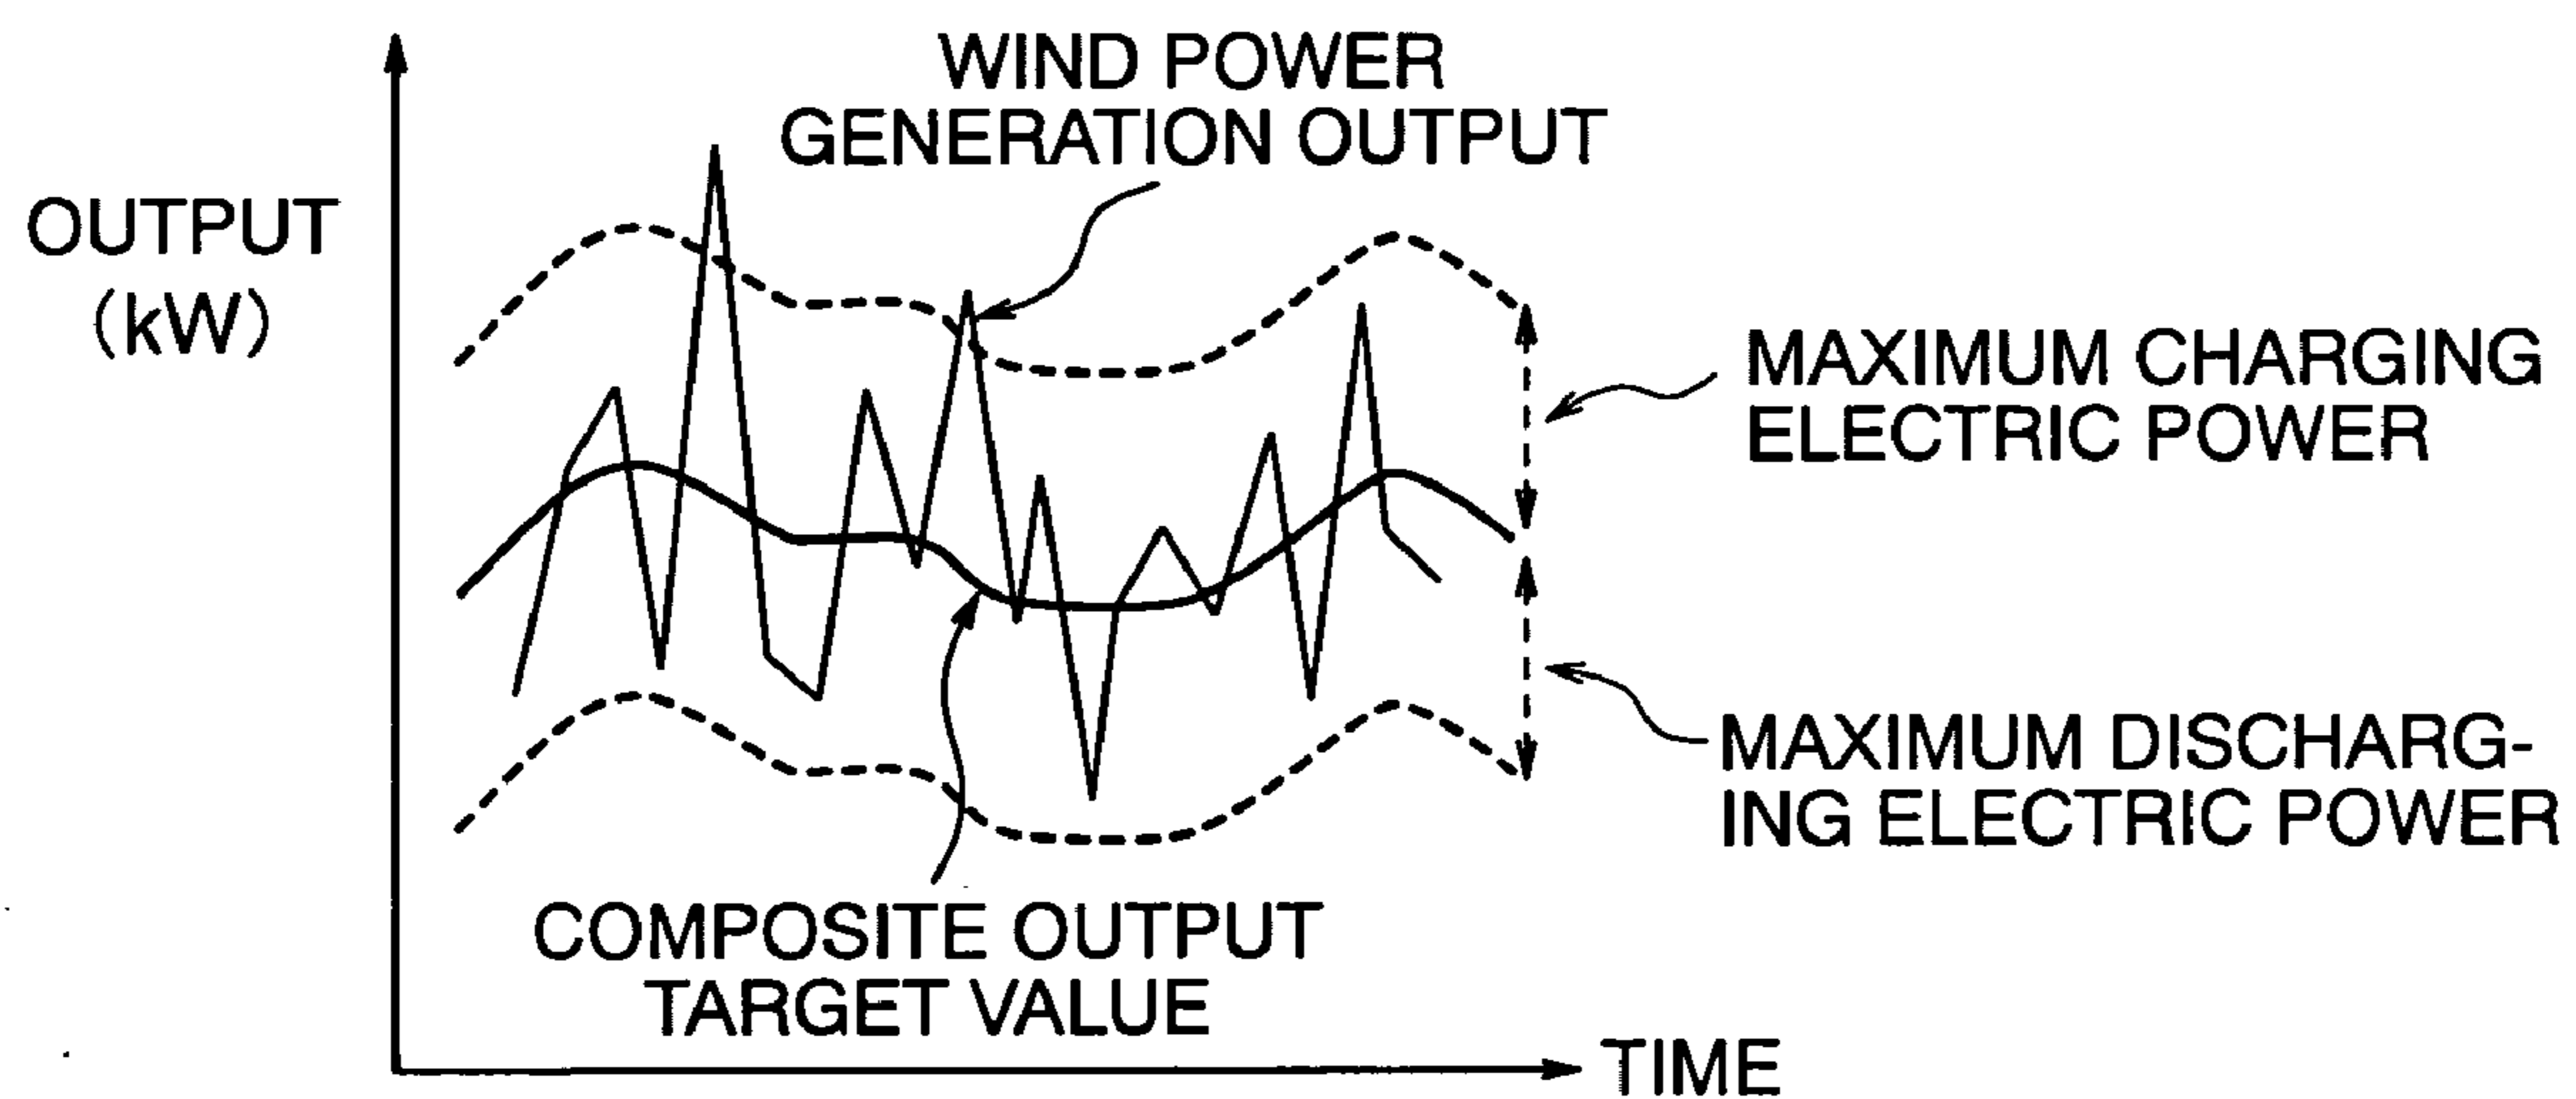 WIND POWER
GENERATION OUTPUT
OUTPUT
(kW)
MAXIMUM CHARGING
ELECTRIC POWER
MAXIMUM DISCHARG-
ING ELECTRIC POWER
COMPOSITE OUTPUT
TARGET VALUE
TIME